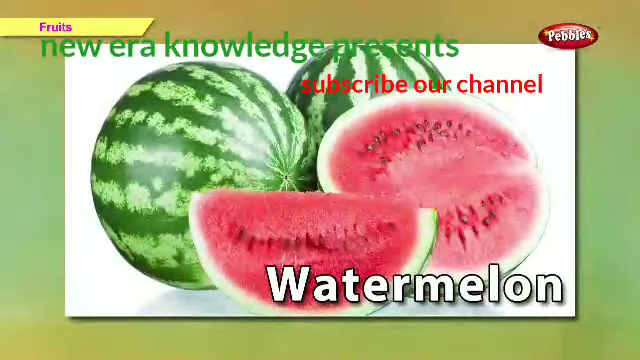 Fruits
new era knowledge presents
Pebbles
subscribe our channel
Watermelon